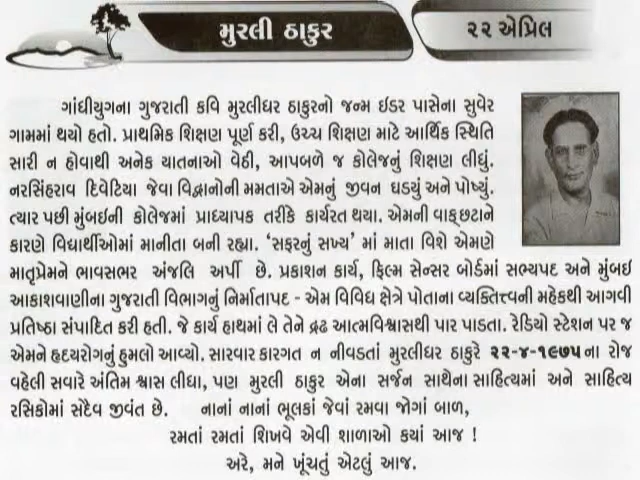 મુરલી ઠાકુર
૨૨ એપ્રિલ
ગાંધીયુગના ગુજરાતી કવિ મુરલીધર ઠાકુરનો જન્મ ઇડર પાસેના સુવેર
ગામમાં થયો હતો. પ્રાથમિક શિક્ષણ પૂર્ણ કરી, ઉચ્ચ શિક્ષણ માટે આર્થિક સ્થિતિ
સારી ન હોવાથી અનેક યાતનાઓ વેઠી, આપબળે જ કોલેજનું શિક્ષણ લીધું.
નરસિંહરાવ દિવેટિયા જેવા વિદ્વાનોની મમતાએ એમનું જીવન ઘડયું અને પોષ્યું.
ત્યાર પછી મુંબઇની કોલેજમાં પ્રાધ્યાપક તરીકે કાર્યરત થયા. એમની વાક્છટાને
કારણે વિદ્યાર્થીઓમાં માનીતા બની રહ્યા. ‘સફરનું સખ્ય’ માં માતા વિશે એમણે
માતૃપ્રેમને ભાવસભર અંજલિ અર્પી છે. પ્રકાશન કાર્ય, ફિલ્મ સેન્સર બોર્ડમાં સભ્યપદ અને મુંબઇ
આકાશવાણીના ગુજરાતી વિભાગનું નિર્માતાપદ - એમ વિવિધ ક્ષેત્રે પોતાના વ્યક્તિત્ત્વની મહેકથી આગવી
પ્રતિષ્ઠા સંપાદિત કરી હતી. જે કાર્ય હાથમાં લે તેને દ્રઢ આત્મવિશ્વાસથી પાર પાડતા. રેડિયો સ્ટેશન પર જ
એમને હૃદયરોગનું હુમલો આવ્યો. સારવાર કારગત ન નીવડતાં મુરલીધર ઠાકુરે ૨૨-૪-૧૯૭૫ ના રોજ
વહેલી સવારે અંતિમ શ્વાસ લીધા, પણ મુરલી ઠાકુર એના સર્જન સાથેના સાહિત્યમાં અને સાહિત્ય
રસિકોમાં સદૈવ જીવંત છે. નાનાં નાનાં ભૂલકાં જેવાં રમવા જોગાં બાળ,
રમતાં રમતાં શિખવે એવી શાળાઓ ક્યાં આજ !
અરે, મને ખૂંચતું એટલું આજ.